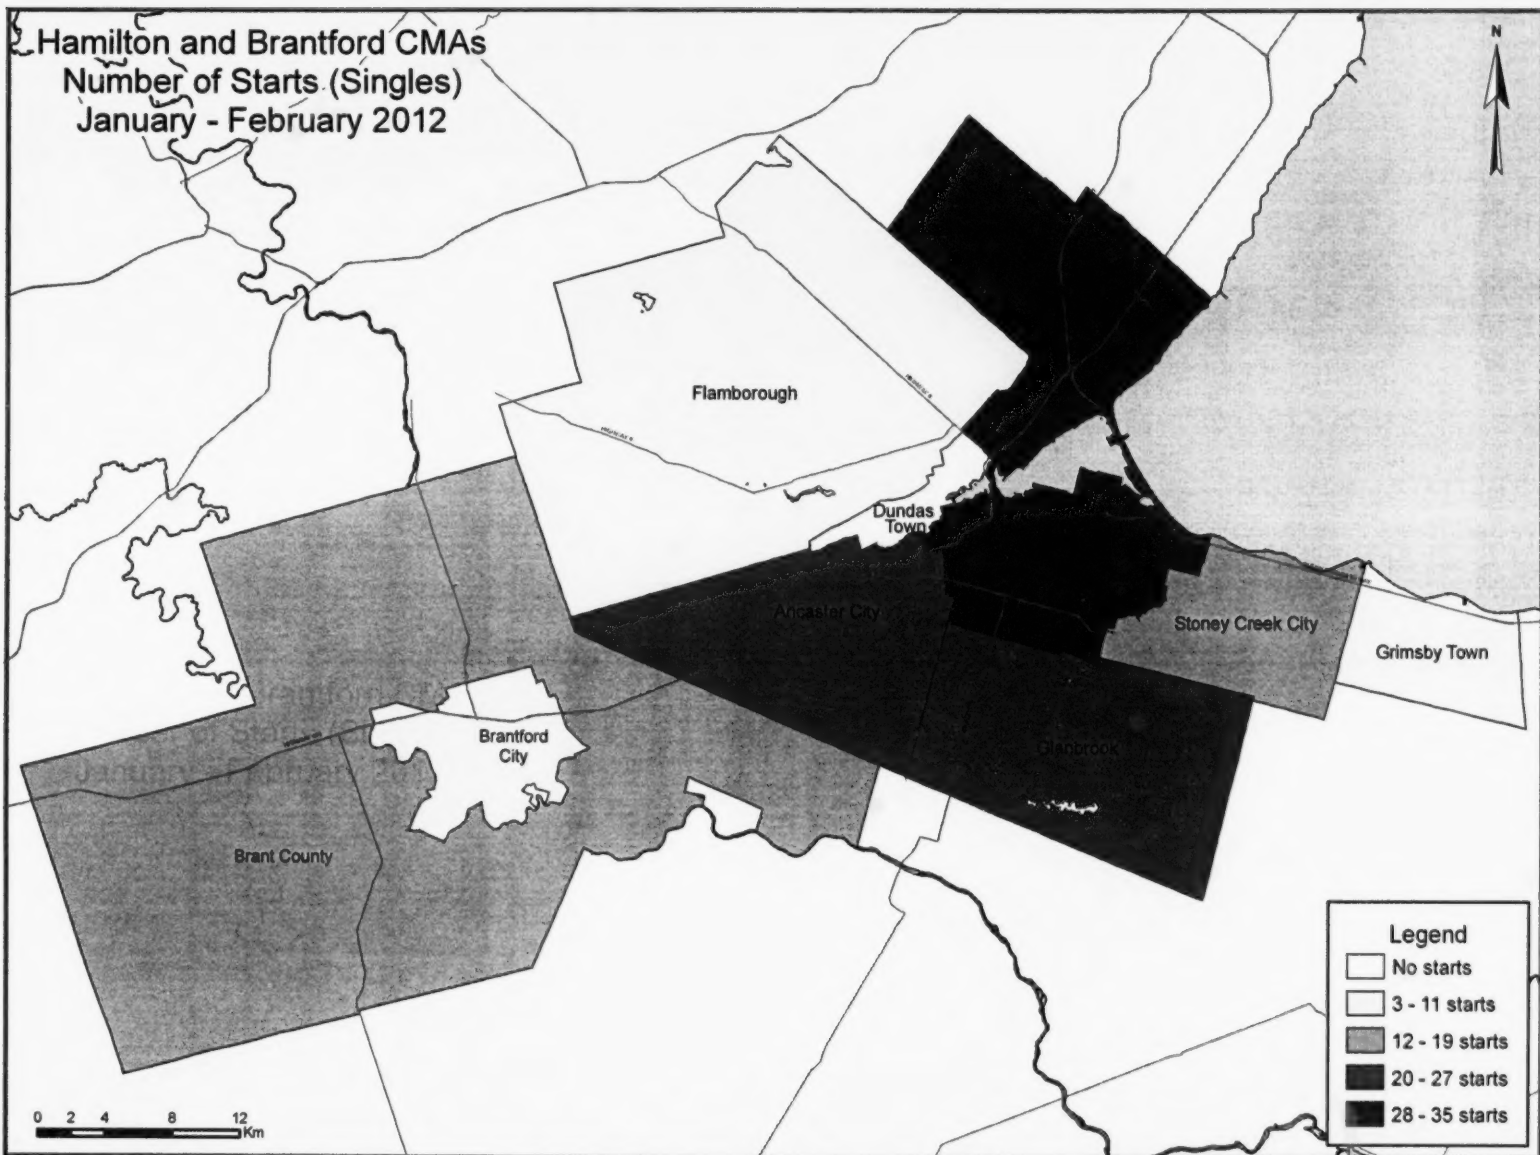 Hamilton and Brantford CMAs
Number of Starts (Singles)
January - February 2012
N
Flamborough
Dundas
Town
Ancaster City
Stoney Creek City
Grimsby Town
Glanbrook
Brantford
City
Brant County
Legend
No starts
3 - 11 starts
12 - 19 starts
20 - 27 starts
28 - 35 starts
0 2 4 8 12
Km